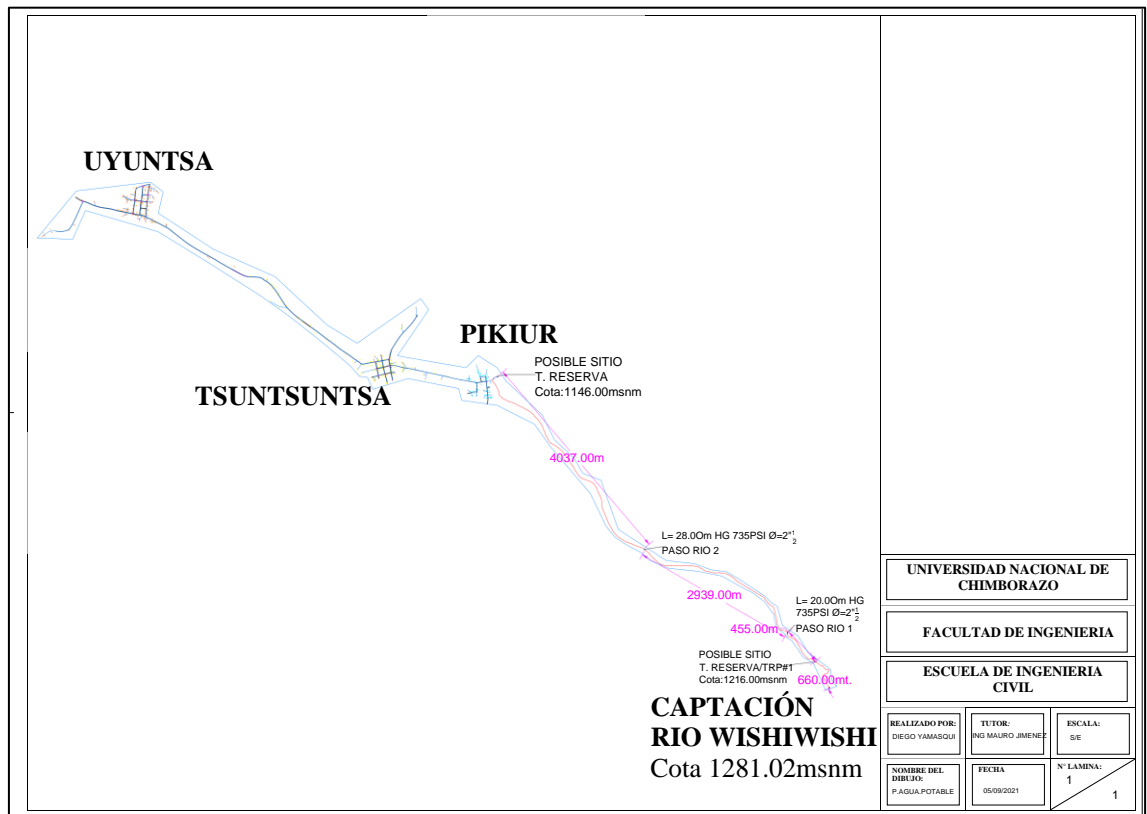 UYUNTSA
PIKIUR
POSIBLE SITIO
T. RESERVA
Cota:1146.00msnm
TSUNTSUNTSA
4037.00m
L= 28.0Om HG 735PSI Ø=2"1/2
PASO RIO 2
2939.00m
L= 20.0Om HG
735PSI Ø=2"1/2
PASO RIO 1
455.00m
POSIBLE SITIO
T. RESERVA/TRP#1
Cota:1216.00msnm
660.00mt.
CAPTACIÓN
RIO WISHIWISHI
Cota 1281.02msnm
UNIVERSIDAD NACIONAL DE
CHIMBORAZO
FACULTAD DE INGENIERIA
ESCUELA DE INGENIERIA
CIVIL
REALIZADO POR:
DIEGO YAMASQUI
TUTOR:
ING MAURO JIMENEZ
ESCALA:
S/E
NOMBRE DEL
DIBUJO:
P.AGUA.POTABLE
FECHA
05/09/2021
N° LAMINA:
1
1